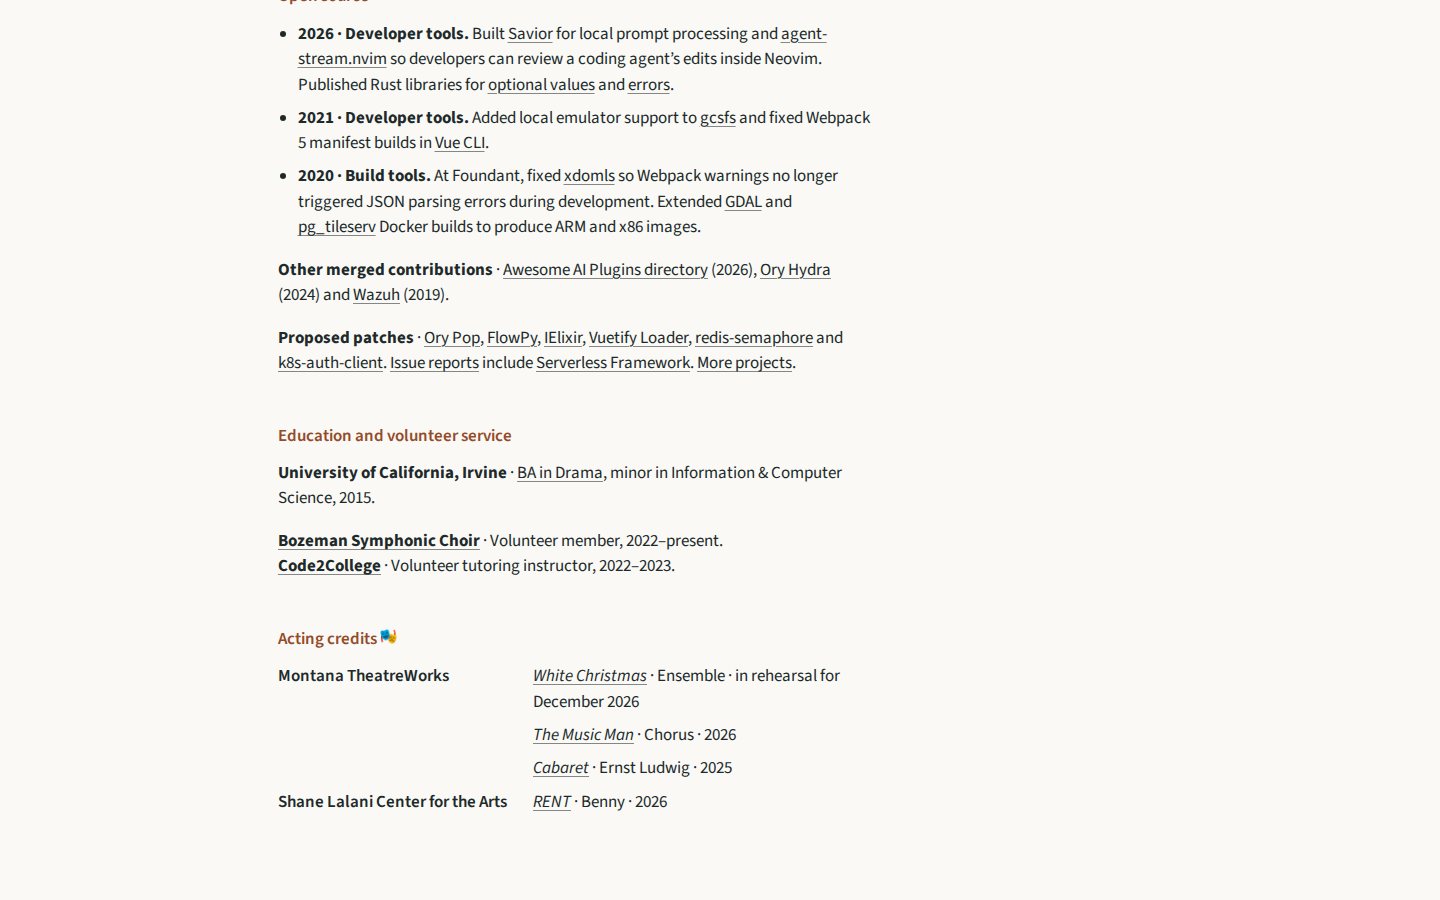 2026 · Developer tools. Built Savior for local prompt processing and agent-
stream.nvim so developers can review a coding agent’s edits inside Neovim.
Published Rust libraries for optional values and errors.
2021 · Developer tools. Added local emulator support to gcsfs and fixed Webpack
5 manifest builds in Vue CLI.
2020 · Build tools. At Foundant, fixed xdomls so Webpack warnings no longer
triggered JSON parsing errors during development. Extended GDAL and
pg_tileserv Docker builds to produce ARM and x86 images.
Other merged contributions · Awesome AI Plugins directory (2026), Ory Hydra
(2024) and Wazuh (2019).
Proposed patches · Ory Pop, FlowPy, IElixir, Vuetify Loader, redis-semaphore and
k8s-auth-client. Issue reports include Serverless Framework. More projects.
Education and volunteer service
University of California, Irvine · BA in Drama, minor in Information & Computer
Science, 2015.
Bozeman Symphonic Choir · Volunteer member, 2022–present.
Code2College · Volunteer tutoring instructor, 2022–2023.
Acting credits
Montana TheatreWorks White Christmas · Ensemble · in rehearsal for
December 2026
The Music Man · Chorus · 2026
Cabaret · Ernst Ludwig · 2025
Shane Lalani Center for the Arts RENT · Benny · 2026